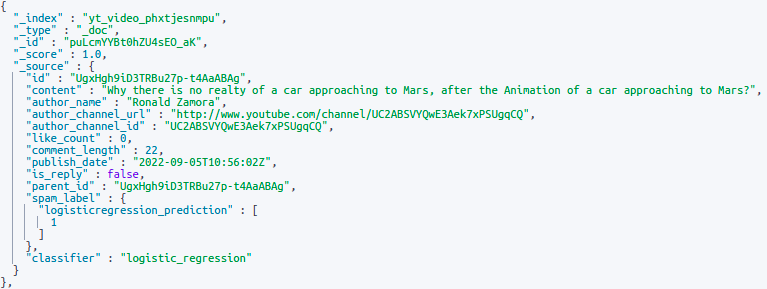 {
"_index" : "yt_video_phxtjesnmpu",
"_type" : "_doc",
"_id" : "puLcmYYBt0hZU4sEO_aK",
"_score" : 1.0,
"_source" : {
"id" : "UgxHgh9iD3TRBu27p-t4AaABAg",
"content" : "Why there is no realty of a car approaching to Mars, after the Animation of a car approaching to Mars?",
"author_name" : "Ronald Zamora",
"author_channel_url" : "http://www.youtube.com/channel/UC2ABSVYQwE3Aek7xPSUgqCQ",
"author_channel_id" : "UC2ABSVYQwE3Aek7xPSUgqCQ",
"like_count" : 0,
"comment_length" : 22,
"publish_date" : "2022-09-05T10:56:02Z",
"is_reply" : false,
"parent_id" : "UgxHgh9iD3TRBu27p-t4AaABAg",
"spam_label" : {
"logisticregression_prediction" : [
1
]
},
"classifier" : "logistic_regression"
}
},